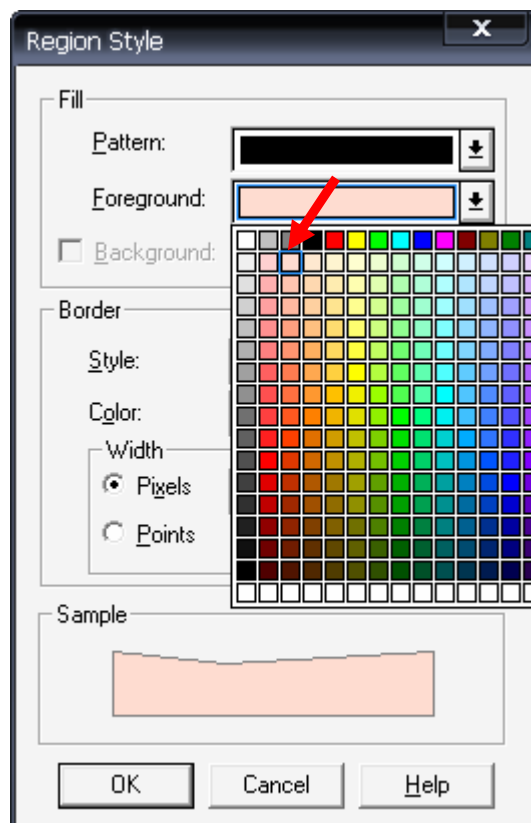 Region Style
x
Fill
Pattern:
Foreground:
Background:
Border
Style:
Color:
Width
Pixels
Points
Sample
OK Cancel Help